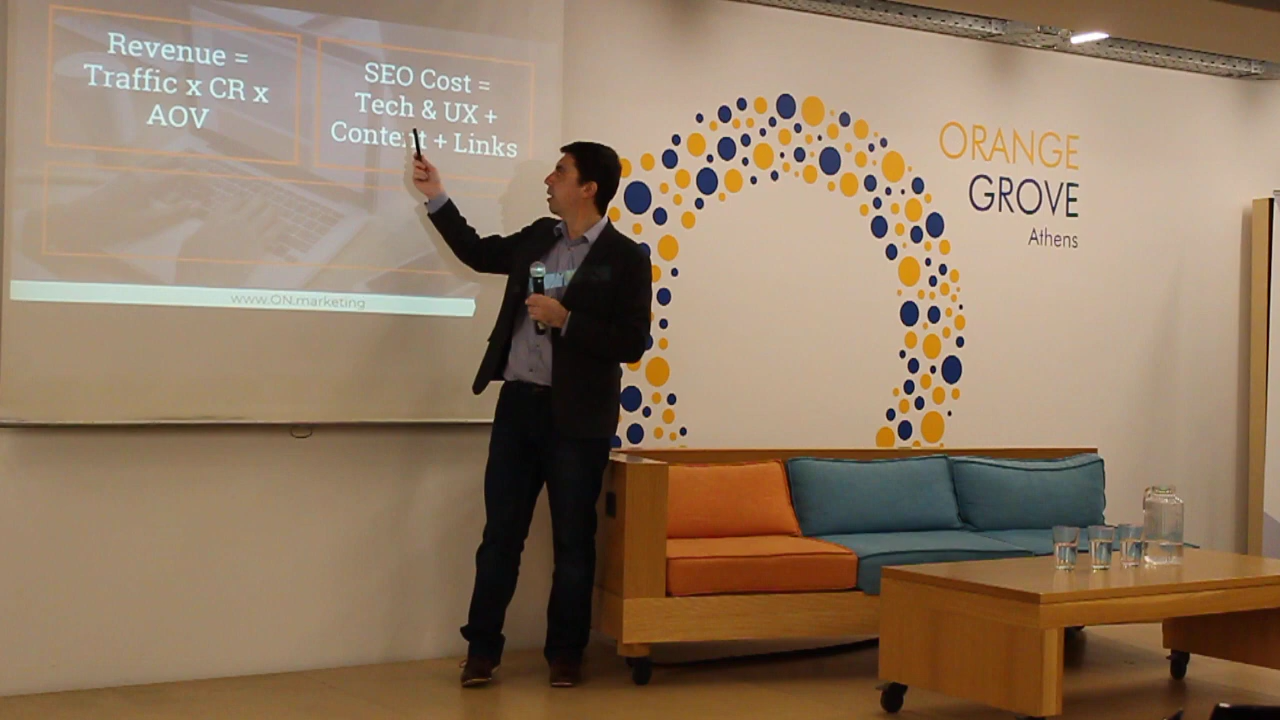 Revenue =
Traffic x CR x
AOV
SEO Cost =
Tech & UX +
Content + Links
www.ON.marketing
ORANGE
GROVE
Athens